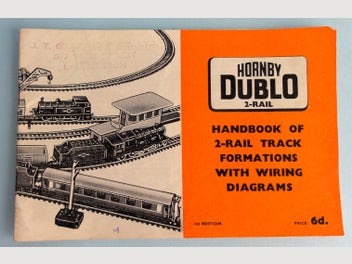 HORNBY
DUBLO
2-RAIL
HANDBOOK OF
2-RAIL TRACK
FORMATIONS
WITH WIRING
DIAGRAMS
1st EDITION
PRICE 6d.